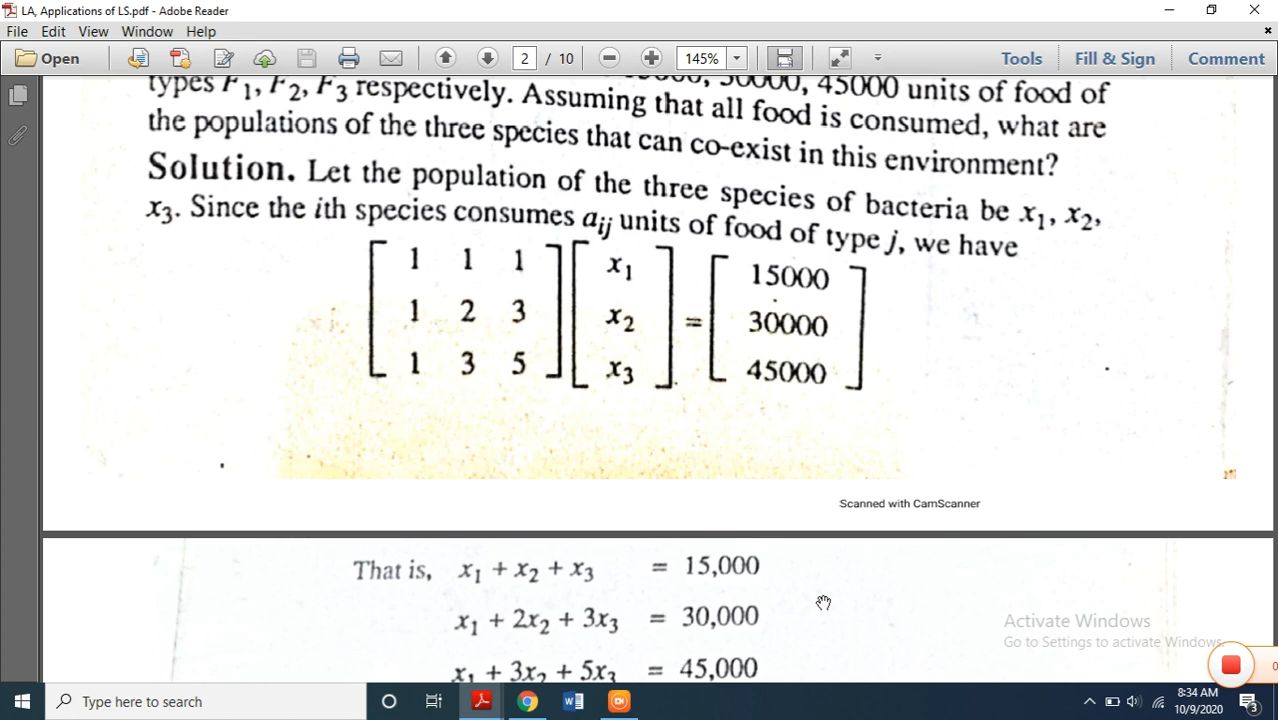 LA, Applications of LS.pdf - Adobe Reader
File Edit View Window Help
Open 2 / 10 145% Tools Fill & Sign Comment
45000 units of food of
types F1, F2, F3 respectively. Assuming that all food is consumed, what are
the populations of the three species that can co-exist in this environment?
Solution. Let the population of the three species of bacteria be x1, x2,
x3. Since the ith species consumes aij units of food of type j, we have
1 1 1 x1 15000
1 2 3 x2 = 30000
1 3 5 x3 45000
Scanned with CamScanner
That is, x1 + x2 + x3 = 15,000
x1 + 2x2 + 3x3 = 30,000
x1 + 3x2 + 5x3 = 45,000
Activate Windows
Go to Settings to activate Windows.
Type here to search
8:34 AM
10/9/2020
3